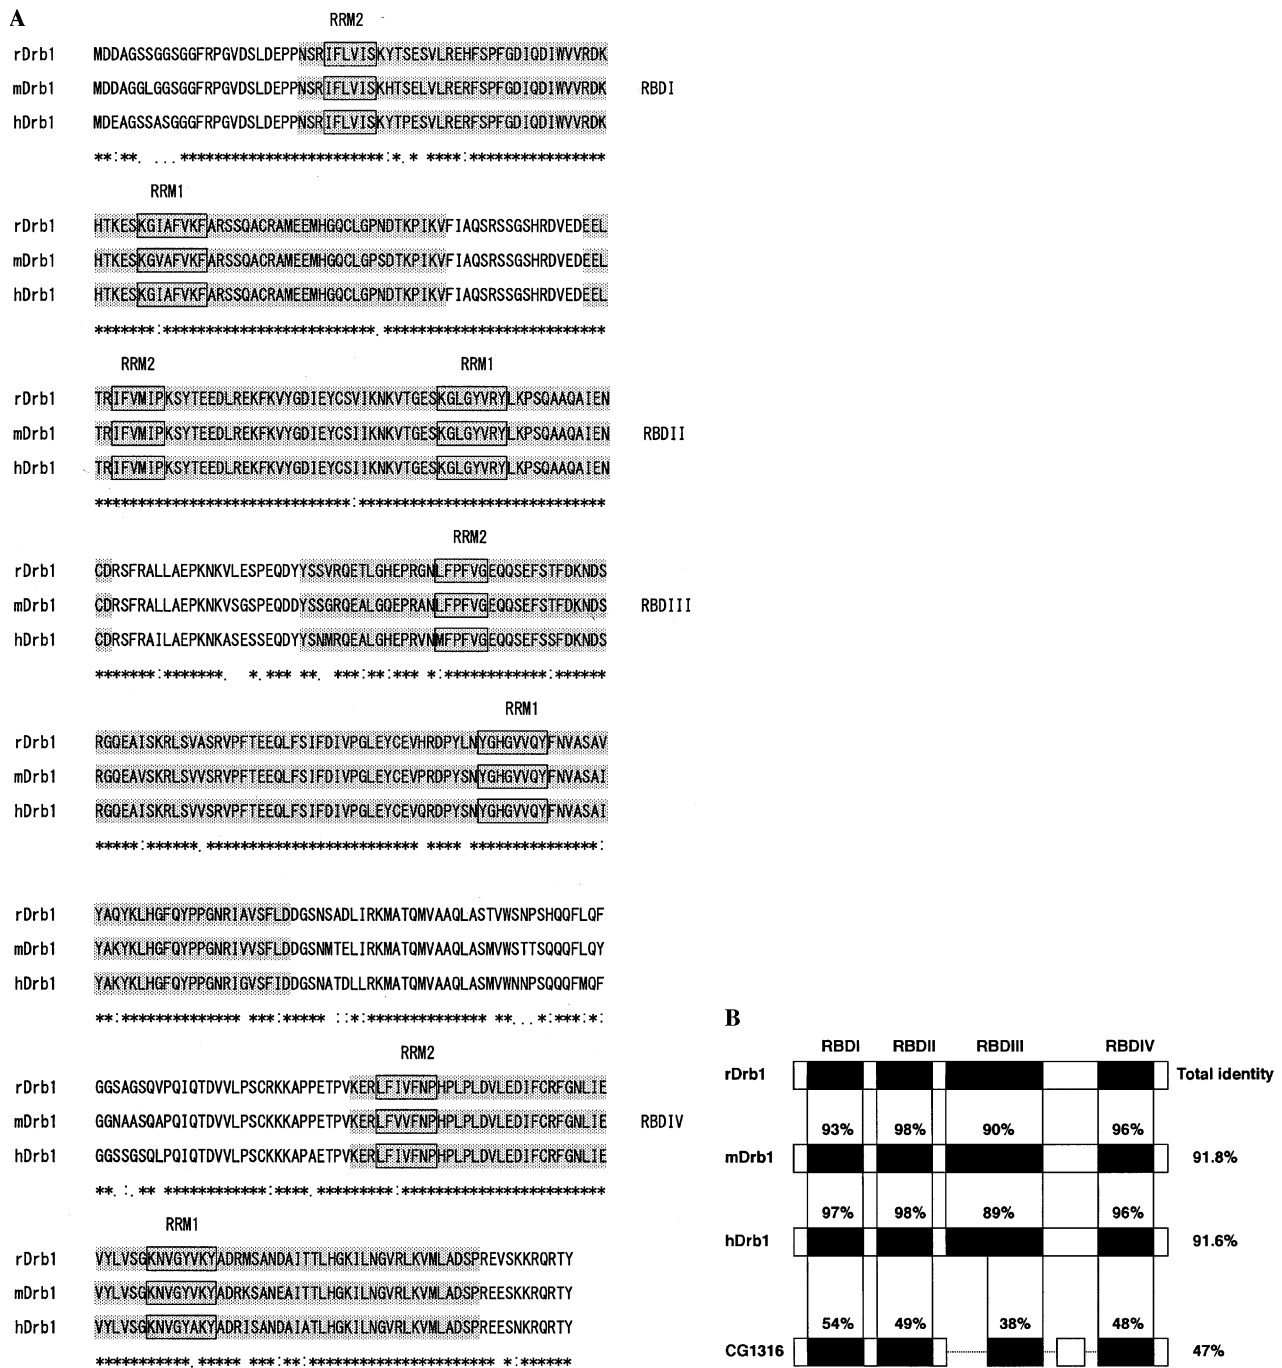 A
RRM2
rDrb1 MDDAGSSGGSGGFRPGVDSLDEPPNSRIFLVISKYTSESVLREHFSPFGDIQDIWVVRDK
mDrb1 MDDAGGLGGSGGFRPGVDSLDEPPNSRIFLVISKHTSELVLRERFSPFGDIQDIWVVRDK RBDI
hDrb1 MDEAGSSASGGGFRPGVDSLDEPPNSRIFLVISKYTPESVLRERFSPFGDIQDIWVVRDK
**:**. ...************************:*.* ****:****************
RRM1
rDrb1 HTKESKGIAFVKFARSSQACRAMEEMHGQCLGPNDTKPIKVFIAQSRSSGSHRDVEDEEL
mDrb1 HTKESKGVAFVKFARSSQACRAMEEMHGQCLGPSDTKPIKVFIAQSRSSGSHRDVEDEEL
hDrb1 HTKESKGIAFVKFARSSQACRAMEEMHGQCLGPNDTKPIKVFIAQSRSSGSHRDVEDEEL
*******:*************************.**************************
RRM2 RRM1
rDrb1 TRIFVMIPKSYTEEDLREKFKVYGDIEYCSVIKNKVTGESKGLGYVRYLKPSQAAQAIEN
mDrb1 TRIFVMIPKSYTEEDLREKFKVYGDIEYCSIIKNKVTGESKGLGYVRYLKPSQAAQAIEN RBDII
hDrb1 TRIFVMIPKSYTEEDLREKFKVYGDIEYCSIIKNKVTGESKGLGYVRYLKPSQAAQAIEN
******************************:*****************************
RRM2
rDrb1 CDRSFRALLAEPKNKVLESPEQDYYSSVRQETLGHEPRGNLFPFVGEQQSEFSTFDKNDS
mDrb1 CDRSFRALLAEPKNKVSGSPEQDDYSSGRQEALGQEPRANLFPFVGEQQSEFSTFDKNDS RBDIII
hDrb1 CDRSFRAILAEPKNKASESSEQDYYSNMRQEALGHEPRVNMFPFVGEQQSEFSSFDKNDS
*******:*******.  *.*** **. ***:**:*** *:************:******
RRM1
rDrb1 RGQEAISKRLSVASRVPFTEEQLFSIFDIVPGLEYCEVHRDPYLNYGHGVVQYFNVASAV
mDrb1 RGQEAVSKRLSVVSRVPFTEEQLFSIFDIVPGLEYCEVPRDPYSNYGHGVVQYFNVASAI
hDrb1 RGQEAISKRLSVVSRVPFTEEQLFSIFDIVPGLEYCEVQRDPYSNYGHGVVQYFNVASAI
*****:******.************************* **** ***************:
rDrb1 YAQYKLHGFQYPPGNRIAVSFLDDGSNSADLIRKMATQMVAAQLASTVWSNPSHQQFLQF
mDrb1 YAKYKLHGFQYPPGNRIVVSFLDDGSNMTELIRKMATQMVAAQLASMVWSTTSQQQFLQY
hDrb1 YAKYKLHGFQYPPGNRIGVSFIDDGSNATDLLRKMATQMVAAQLASMVWNNPSQQQFMQF
**:************** ***:***** ::*:************** **...*:***:*:
RRM2
rDrb1 GGSAGSQVPQIQTDVVLPSCRKKAPPETPVKERLFIVFNPHPLPLDVLEDIFCRFGNLIE
mDrb1 GGNAASQAPQIQTDVVLPSCKKKAPPETPVKERLFVVFNPHPLPLDVLEDIFCRFGNLIE RBDIV
hDrb1 GGSSGSQLPQIQTDVVLPSCKKKAPAETPVKERLFIVFNPHPLPLDVLEDIFCRFGNLIE
**.:.** ************:****.*********:************************
RRM1
rDrb1 VYLVSGKNVGYVKYADRMSANDAITTLHGKILNGVRLKVMLADSPREVSKKRQRTY
mDrb1 VYLVSGKNVGYVKYADRKSANEAITTLHGKILNGVRLKVMLADSPREESKKRQRTY
hDrb1 VYLVSGKNVGYAKYADRISANDAIATLHGKILNGVRLKVMLADSPREESNKRQRTY
***********.***** ***:**:********************** *:******
B
RBDI RBDII RBDIII RBDIV
rDrb1 Total identity
93% 98% 90% 96%
mDrb1 91.8%
97% 98% 89% 96%
hDrb1 91.6%
54% 49% 38% 48%
CG1316 47%